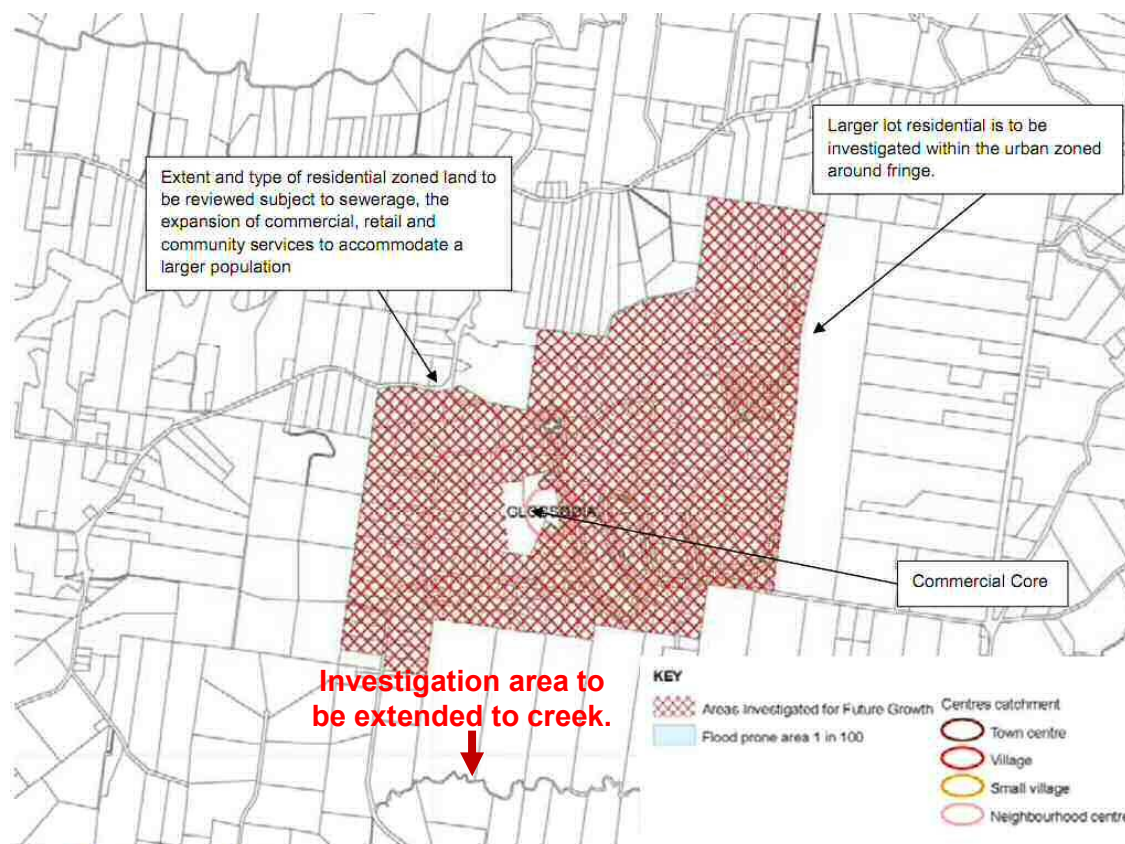 Larger lot residential is to be
investigated within the urban zoned
around fringe.
Extent and type of residential zoned land to
be reviewed subject to sewerage, the
expansion of commercial, retail and
community services to accommodate a
larger population
GLOSSODIA
Commercial Core
Investigation area to
be extended to creek.
KEY
Areas Investigated for Future Growth
Flood prone area 1 in 100
Centres catchment
Town centre
Village
Small village
Neighbourhood centre